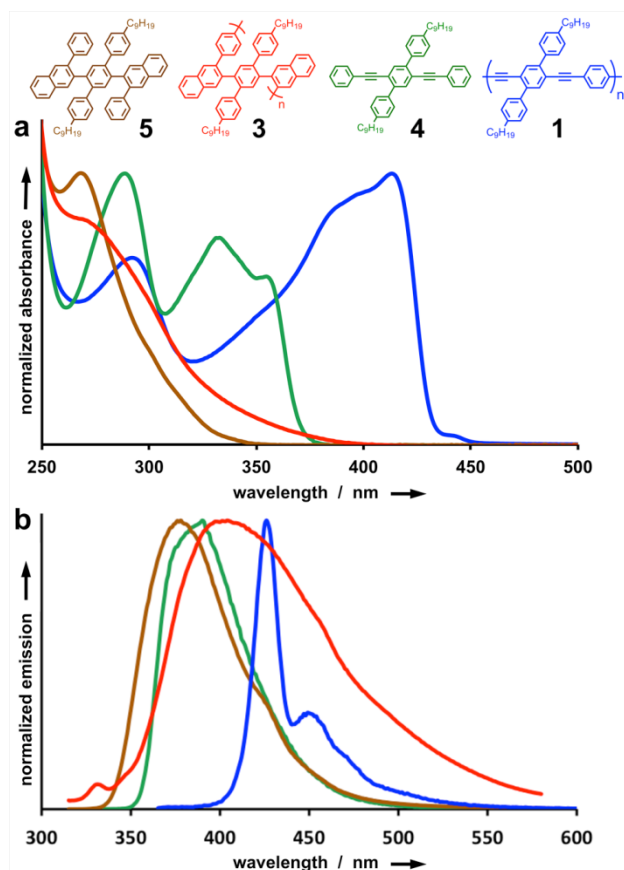 C₉H₁₉ C₉H₁₉ C₉H₁₉ C₉H₁₉
n n
C₉H₁₉ 5 C₉H₁₉ 3 C₉H₁₉ 4 C₉H₁₉ 1
a
normalized absorbance
250 300 350 400 450 500
wavelength / nm
b
normalized emission
300 350 400 450 500 550 600
wavelength / nm